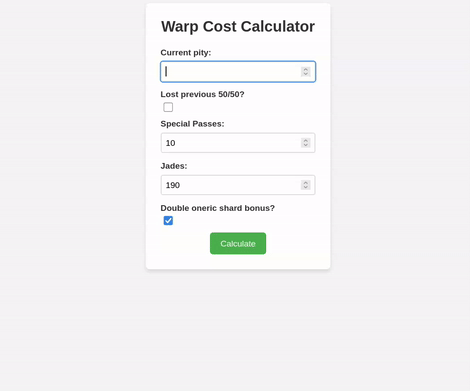 Warp Cost Calculator
Current pity:
Lost previous 50/50?
Special Passes:
10
Jades:
190
Double oneric shard bonus?
Calculate